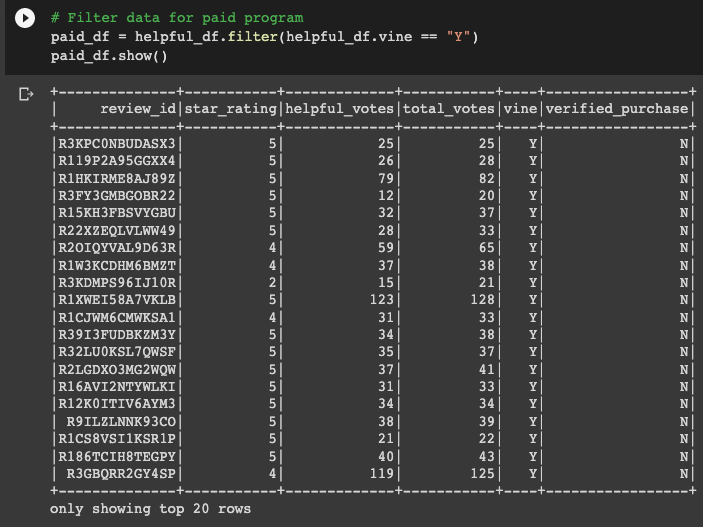 # Filter data for paid program
paid_df = helpful_df.filter(helpful_df.vine == "Y")
paid_df.show()
+--------------+-----------+-------------+-----------+----+-----------------+
|     review_id|star_rating|helpful_votes|total_votes|vine|verified_purchase|
+--------------+-----------+-------------+-----------+----+-----------------+
|R3KPC0NBUDASX3|          5|           25|         25|   Y|                N|
|R119P2A95GGXX4|          5|           26|         28|   Y|                N|
|R1HKIRME8AJ89Z|          5|           79|         82|   Y|                N|
|R3FY3GMBGOBR22|          5|           12|         20|   Y|                N|
|R15KH3FBSVYGBU|          5|           32|         37|   Y|                N|
|R22XZEQLVLWW49|          5|           28|         33|   Y|                N|
|R2OIQYVAL9D63R|          4|           59|         65|   Y|                N|
|R1W3KCDHM6BMZT|          4|           37|         38|   Y|                N|
|R3KDMPS96IJ10R|          2|           15|         21|   Y|                N|
|R1XWEI58A7VKLB|          5|          123|        128|   Y|                N|
|R1CJWM6CMWKSA1|          4|           31|         33|   Y|                N|
|R39I3FUDBKZM3Y|          5|           34|         38|   Y|                N|
|R32LU0KSL7QWSF|          5|           35|         37|   Y|                N|
|R2LGDXO3MG2WQW|          5|           37|         41|   Y|                N|
|R16AVI2NTYWLKI|          5|           31|         33|   Y|                N|
|R12K0ITIV6AYM3|          5|           34|         34|   Y|                N|
| R9ILZLNNK93CO|          5|           38|         39|   Y|                N|
|R1CS8VSI1KSR1P|          5|           21|         22|   Y|                N|
|R186TCIH8TEGPY|          5|           40|         43|   Y|                N|
| R3GBQRR2GY4SP|          4|          119|        125|   Y|                N|
+--------------+-----------+-------------+-----------+----+-----------------+
only showing top 20 rows